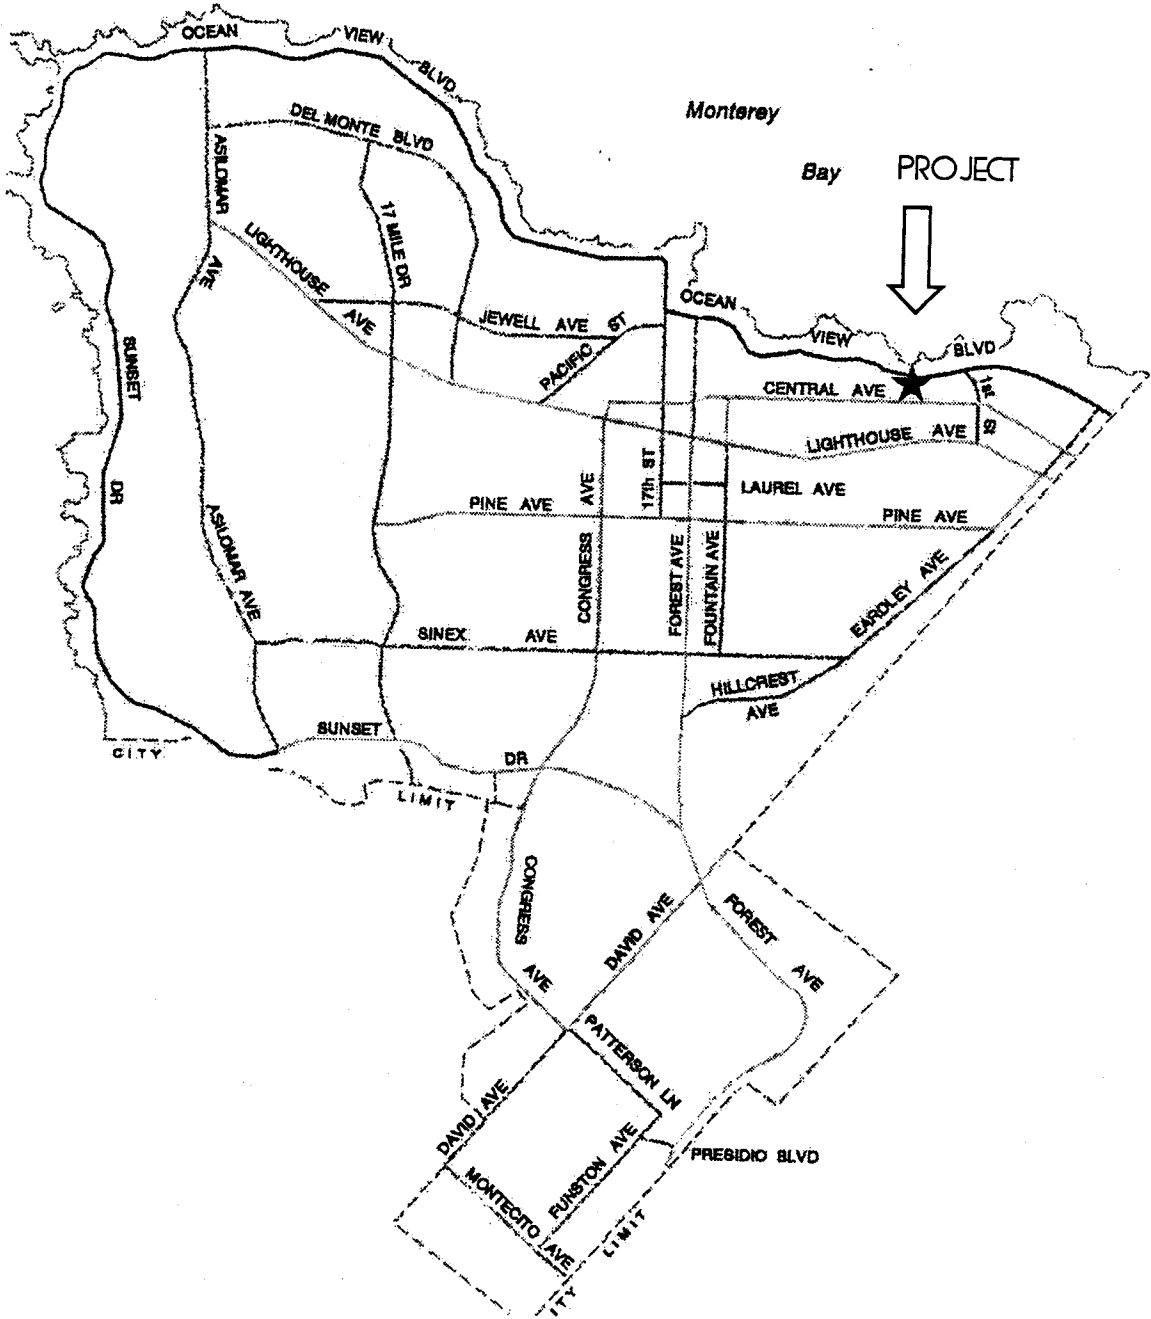 OCEAN VIEW BLVD
Monterey
Bay
PROJECT
DEL MONTE BLVD
ASILOMAR AVE
17 MILE DR
LIGHTHOUSE AVE
OCEAN VIEW BLVD
JEWELL AVE
PACIFIC ST
SUNSET DR
CENTRAL AVE
1st St
LIGHTHOUSE AVE
17th ST
LAUREL AVE
PINE AVE
PINE AVE
CONGRESS AVE
FOREST AVE
FOUNTAIN AVE
ASILOMAR AVE
EARDLEY AVE
SINEX AVE
HILLCREST AVE
SUNSET DR
CITY LIMIT
CONGRESS AVE
DAVID AVE
FOREST AVE
PATTERSON LN
DAVID AVE
FUNSTON AVE
PRESIDIO BLVD
MONTECITO AVE
ITY LIMIT